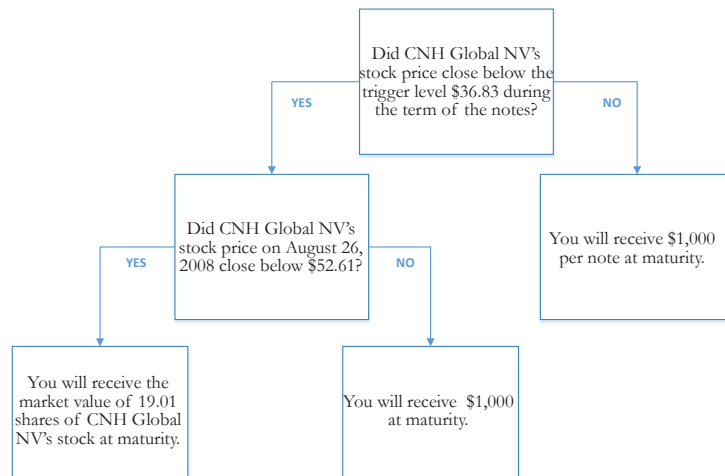 Did CNH Global NV's
stock price close below the
trigger level $36.83 during
the term of the notes?
YES
NO
Did CNH Global NV's
stock price on August 26,
2008 close below $52.61?
You will receive $1,000
per note at maturity.
YES
NO
You will receive the
market value of 19.01
shares of CNH Global
NV's stock at maturity.
You will receive $1,000
at maturity.